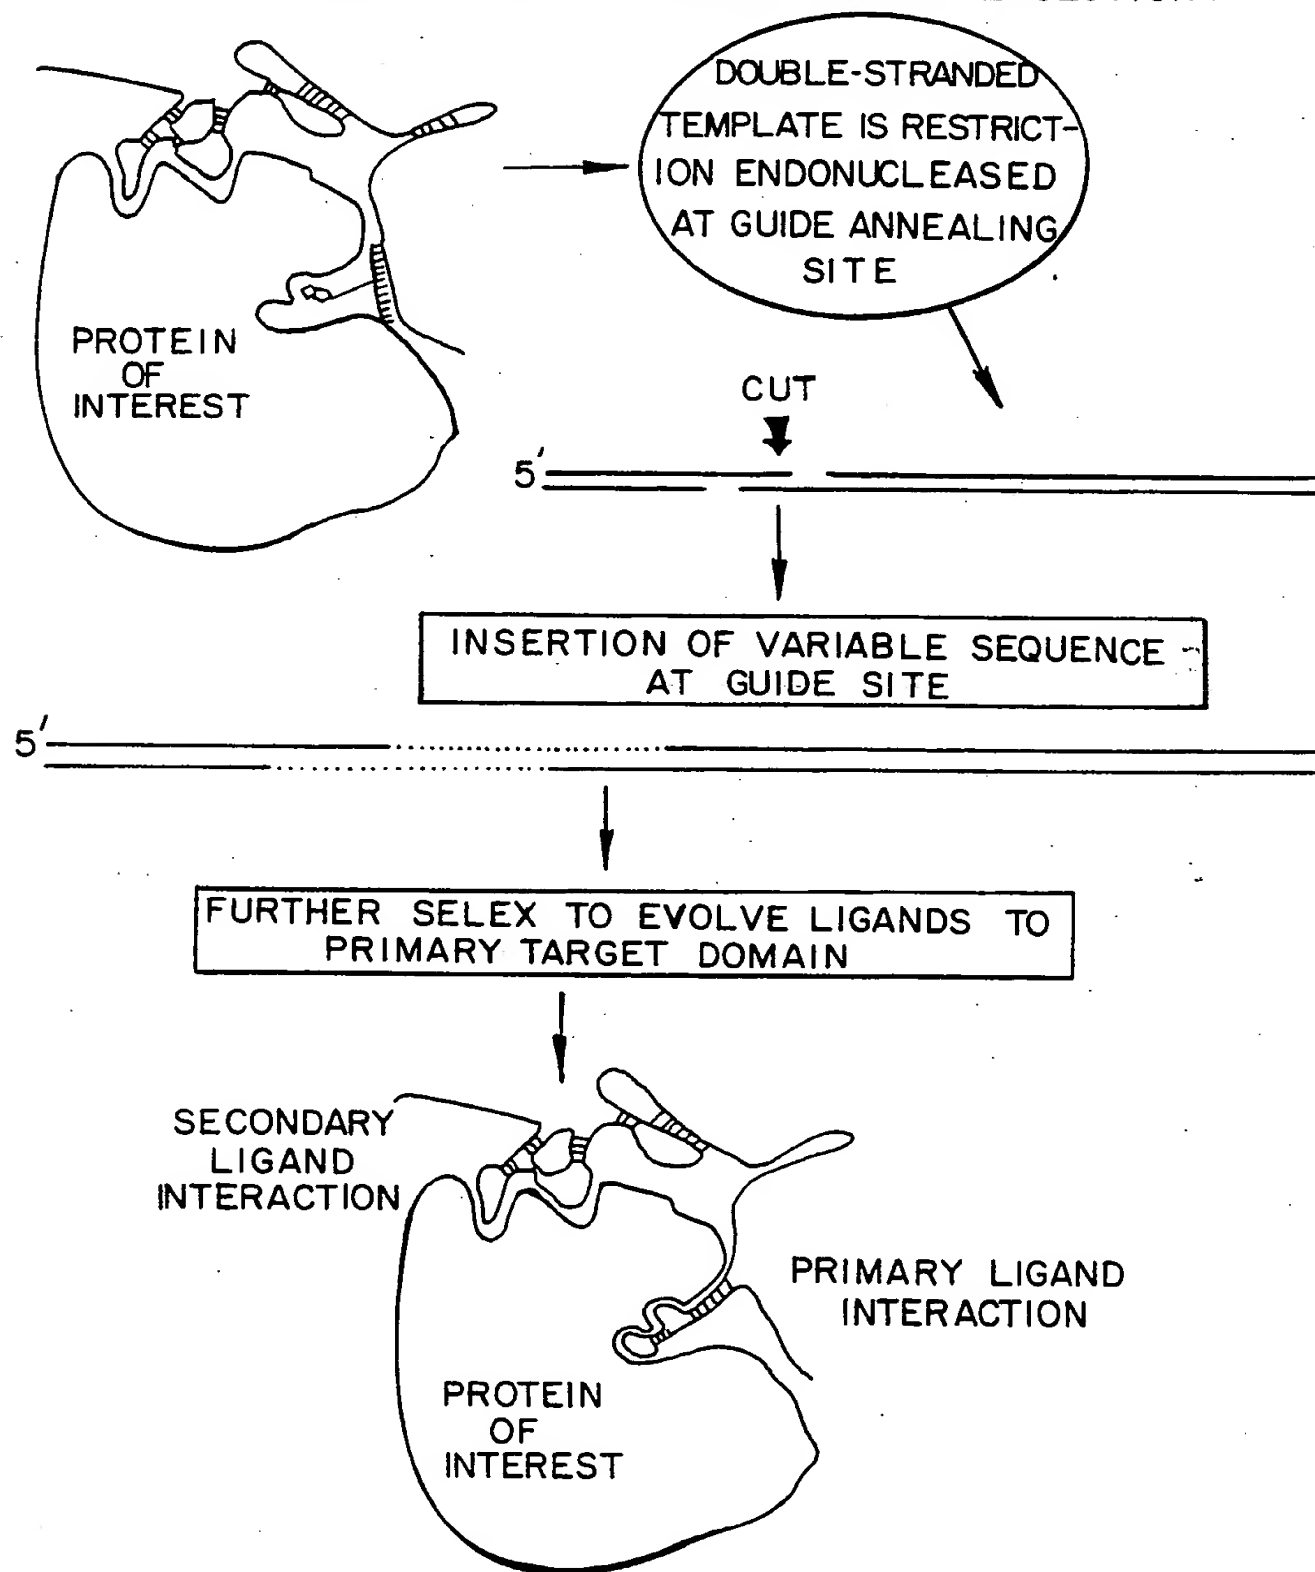 DOUBLE-STRANDED
TEMPLATE IS RESTRICT-
ION ENDONUCLEASED
AT GUIDE ANNEALING
SITE
PROTEIN
OF
INTEREST
CUT
5'
INSERTION OF VARIABLE SEQUENCE
AT GUIDE SITE
5'
FURTHER SELEX TO EVOLVE LIGANDS TO
PRIMARY TARGET DOMAIN
SECONDARY
LIGAND
INTERACTION
PRIMARY LIGAND
INTERACTION
PROTEIN
OF
INTEREST